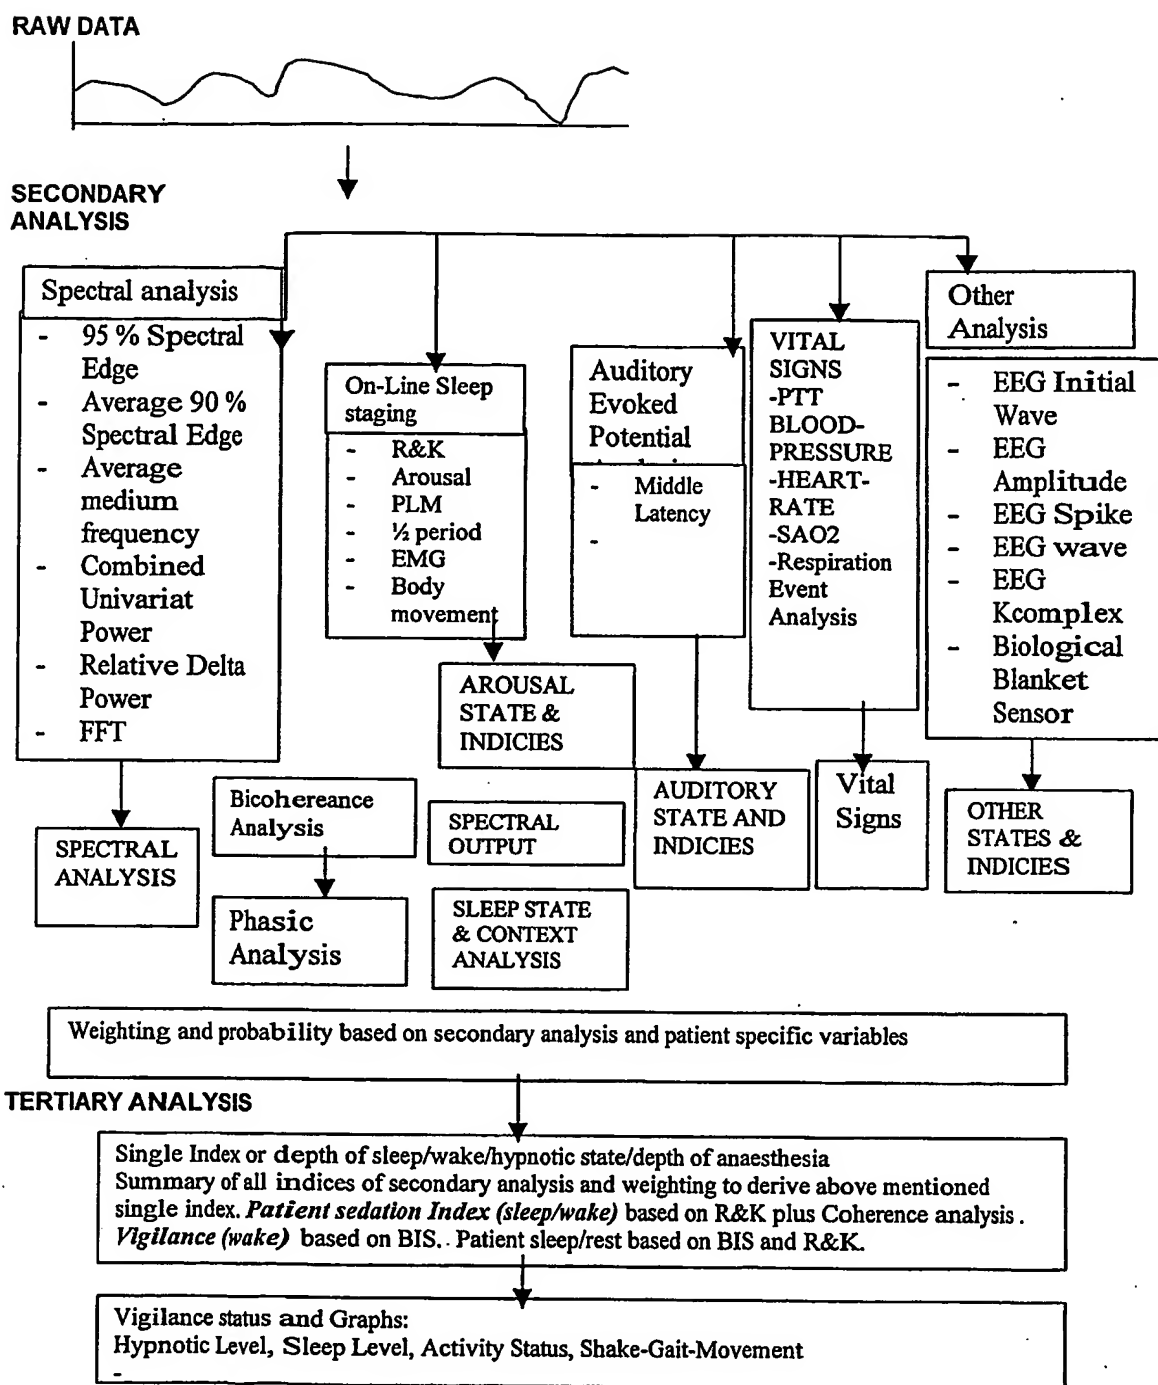 RAW DATA
SECONDARY
ANALYSIS
Spectral analysis
- 95 % Spectral
Edge
- Average 90 %
Spectral Edge
- Average
medium
frequency
- Combined
Univariat
Power
- Relative Delta
Power
- FFT
On-Line Sleep
staging
- R&K
- Arousal
- PLM
- ½ period
- EMG
- Body
movement
Auditory
Evoked
Potential
- Middle
Latency
-
VITAL
SIGNS
-PTT
BLOOD-
PRESSURE
-HEART-
RATE
-SAO2
-Respiration
Event
Analysis
Other
Analysis
- EEG Initial
Wave
- EEG
Amplitude
- EEG Spike
- EEG wave
- EEG
Kcomplex
- Biological
Blanket
Sensor
SPECTRAL
ANALYSIS
Bicohereance
Analysis
Phasic
Analysis
AROUSAL
STATE &
INDICIES
SPECTRAL
OUTPUT
SLEEP STATE
& CONTEXT
ANALYSIS
AUDITORY
STATE AND
INDICIES
Vital
Signs
OTHER
STATES &
INDICIES
Weighting and probability based on secondary analysis and patient specific variables
TERTIARY ANALYSIS
Single Index or depth of sleep/wake/hypnotic state/depth of anaesthesia
Summary of all indices of secondary analysis and weighting to derive above mentioned
single index. Patient sedation Index (sleep/wake) based on R&K plus Coherence analysis .
Vigilance (wake) based on BIS. . Patient sleep/rest based on BIS and R&K.
Vigilance status and Graphs:
Hypnotic Level, Sleep Level, Activity Status, Shake-Gait-Movement
-